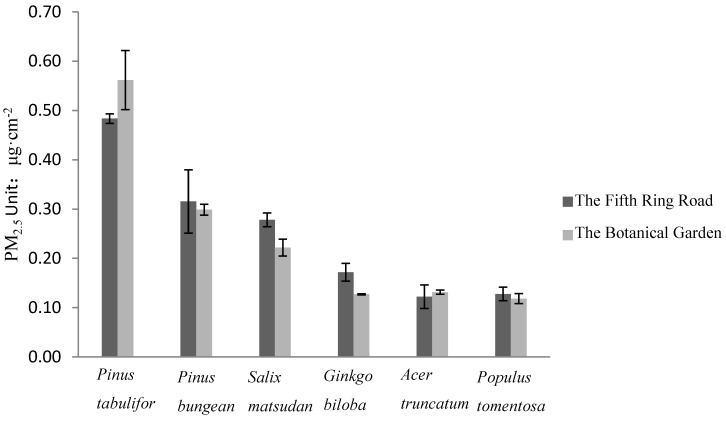 0.70
0.60
0.50
0.40
0.30
0.20
0.10
0.00
PM2.5 Unit: μg·cm-2
Pinus tabulifor
Pinus bungean
Salix matsudan
Ginkgo biloba
Acer truncatum
Populus tomentosa
The Fifth Ring Road
The Botanical Garden